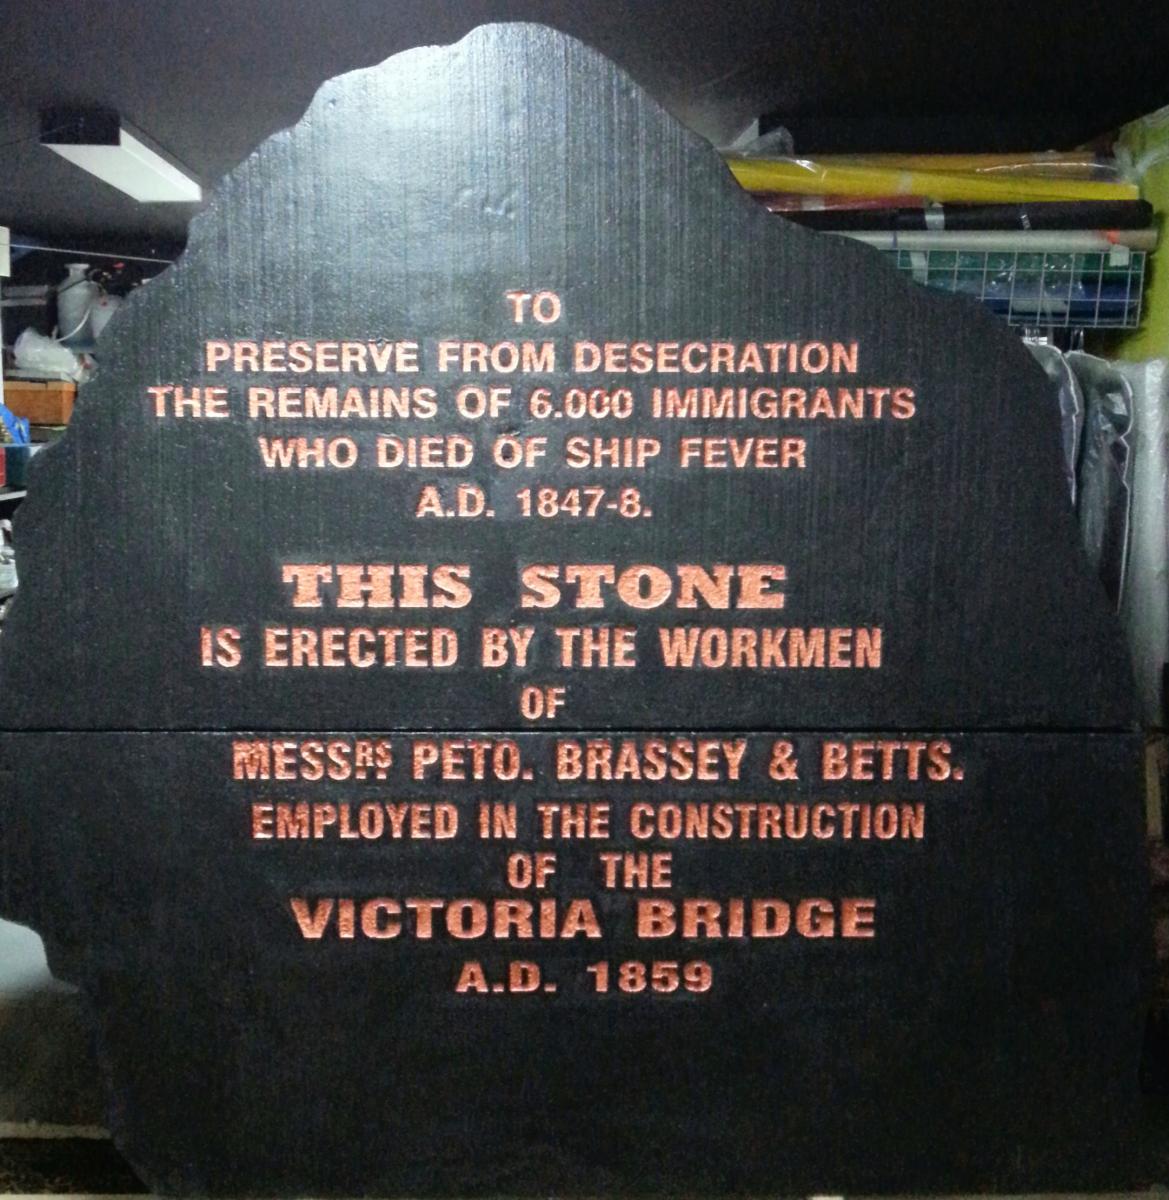 TO
PRESERVE FROM DESECRATION
THE REMAINS OF 6.000 IMMIGRANTS
WHO DIED OF SHIP FEVER
A.D. 1847-8.
THIS STONE
IS ERECTED BY THE WORKMEN
OF
MESSRS PETO. BRASSEY & BETTS.
EMPLOYED IN THE CONSTRUCTION
OF THE
VICTORIA BRIDGE
A.D. 1859